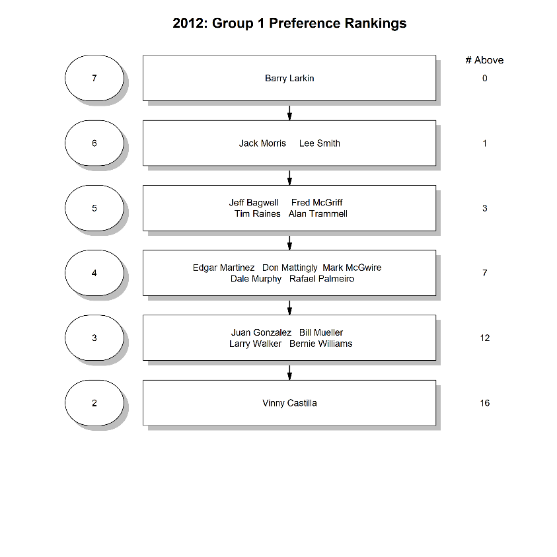 2012: Group 1 Preference Rankings
# Above
7 Barry Larkin 0
6 Jack Morris Lee Smith 1
Jeff Bagwell Fred McGriff
5 3
Tim Raines Alan Trammell
Edgar Martinez Don Mattingly Mark McGwire
4 7
Dale Murphy Rafael Palmeiro
Juan Gonzalez Bill Mueller
3 12
Larry Walker Bernie Williams
2 Vinny Castilla 16